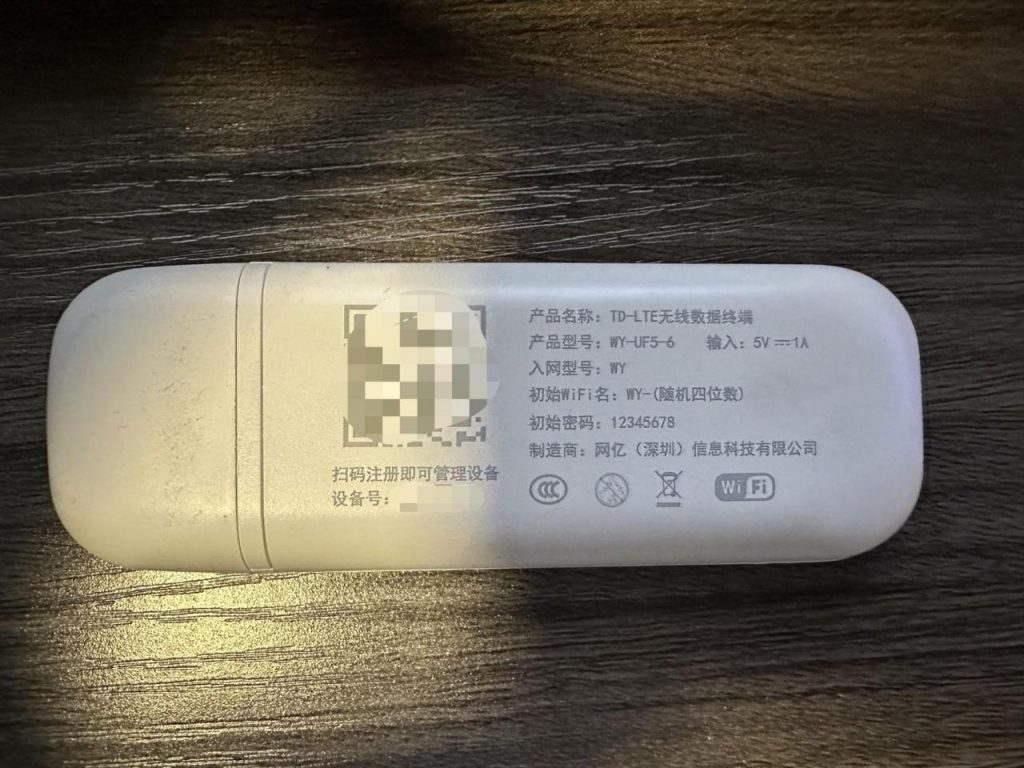 扫码注册即可管理设备
设备号：
产品名称：TD-LTE无线数据终端
产品型号：WY-UF5-6 输入：5V⎓1A
入网型号：WY
初始WiFi名：WY-(随机四位数)
初始密码：12345678
制造商：网亿（深圳）信息科技有限公司
CCC Wi Fi